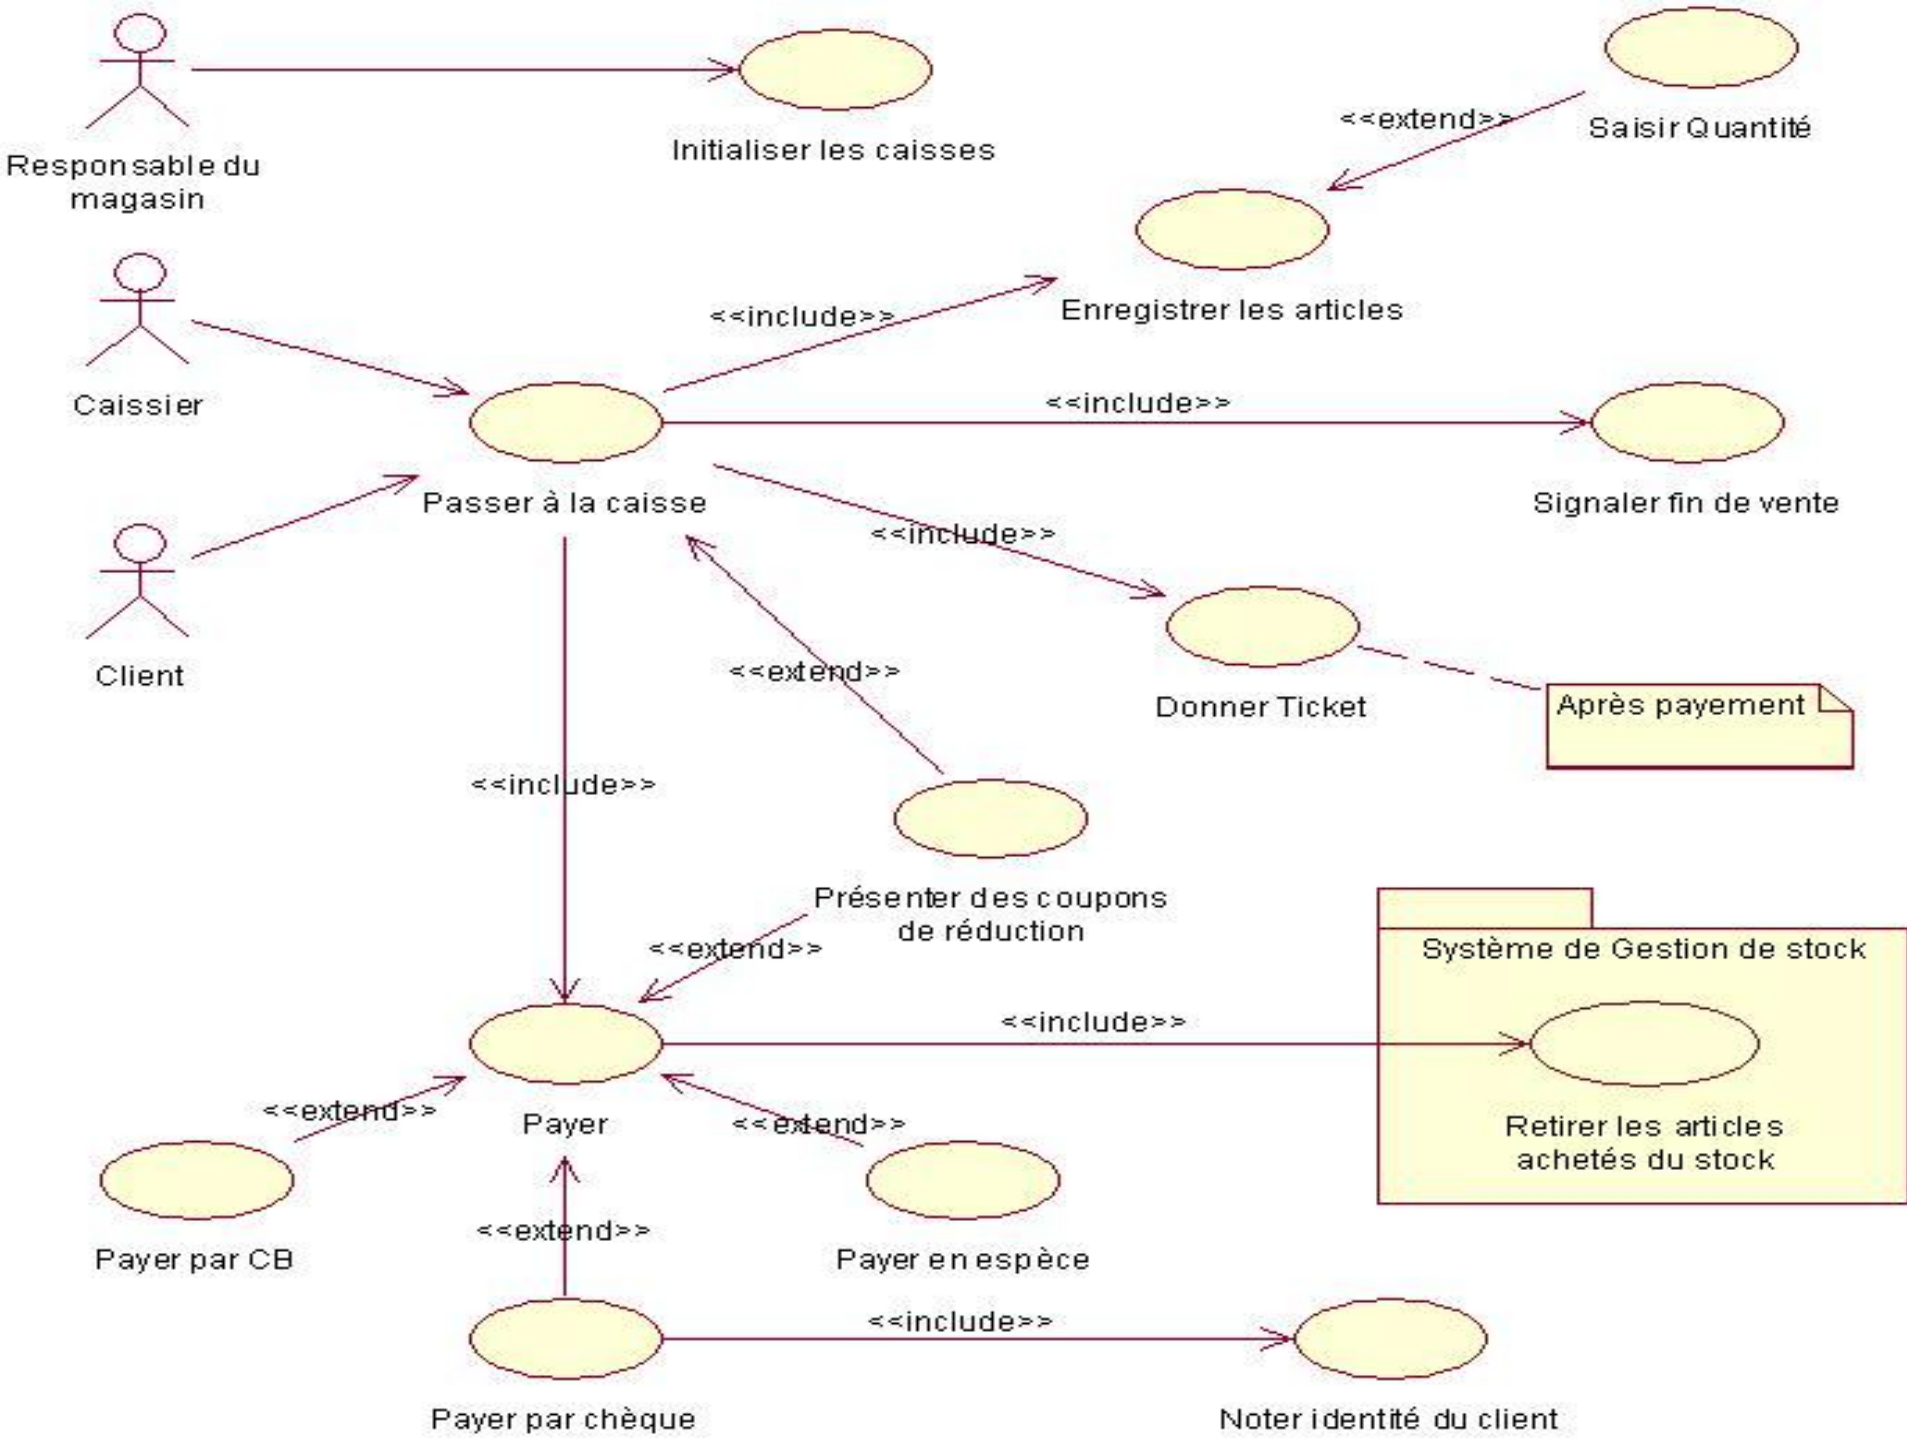 Saisir Quantité
<<extend>>
Initialiser les caisses
Responsable du
magasin
Enregistrer les articles
<<include>>
Caissier
<<include>>
Passer à la caisse
Signaler fin de vente
<<include>>
Client
<<extend>>
Donner Ticket
Après payement
<<include>>
Présenter des coupons
de réduction
<<extend>>
Système de Gestion de stock
<<include>>
<<extend>>
Payer
<<extend>>
Retirer les articles
achetés du stock
<<extend>>
Payer par CB
Payer en espèce
<<include>>
Payer par chèque
Noter identité du client